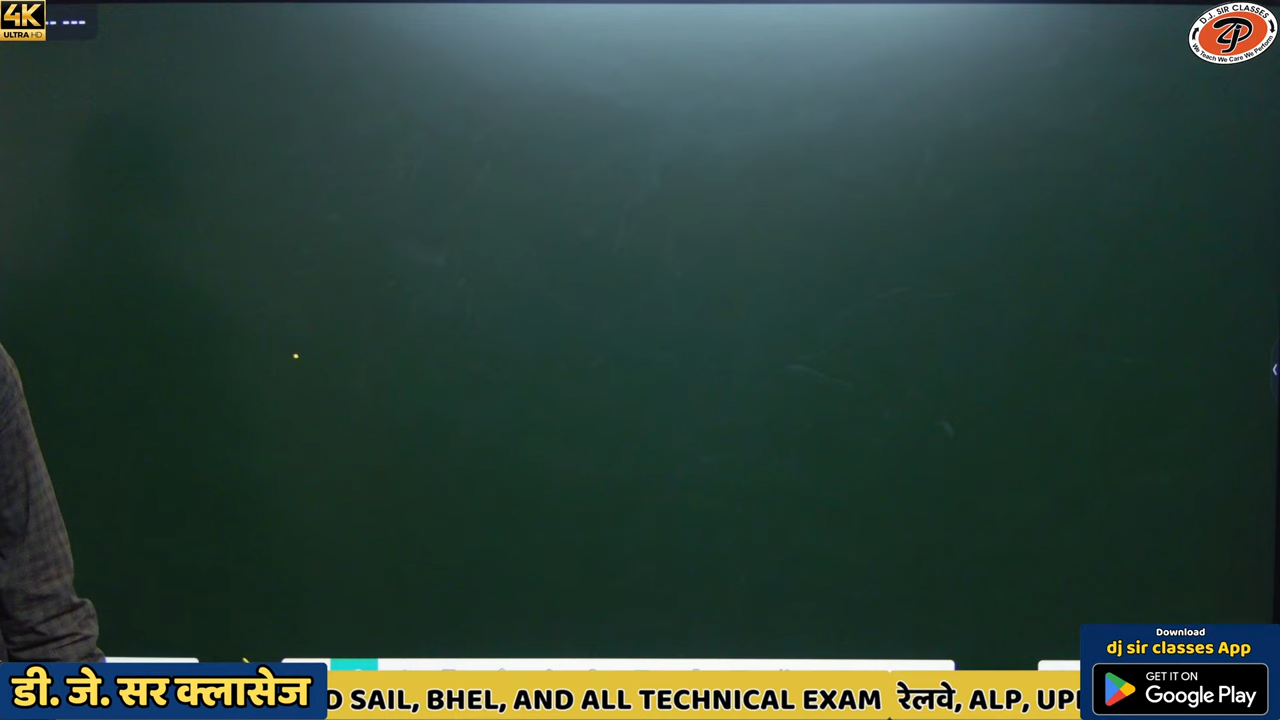 4K
ULTRA HD
D.J. SIR CLASSES
We Teach We Care We Perform
Download
dj sir classes App
GET IT ON
Google Play
डी. जे. सर क्लासेज
SAIL, BHEL, AND ALL TECHNICAL EXAM रेलवे, ALP,